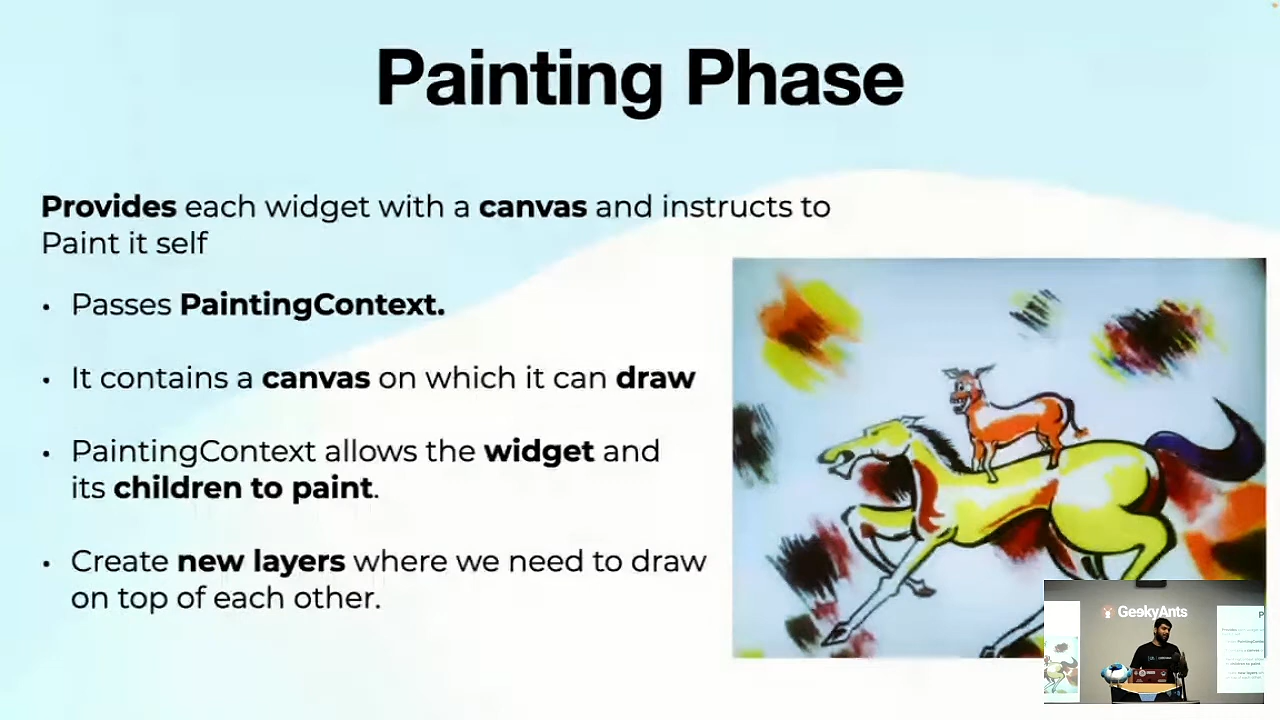 Painting Phase
Provides each widget with a canvas and instructs to
Paint it self
• Passes PaintingContext.
• It contains a canvas on which it can draw
• PaintingContext allows the widget and
its children to paint.
• Create new layers where we need to draw
on top of each other.
GeekyAnts